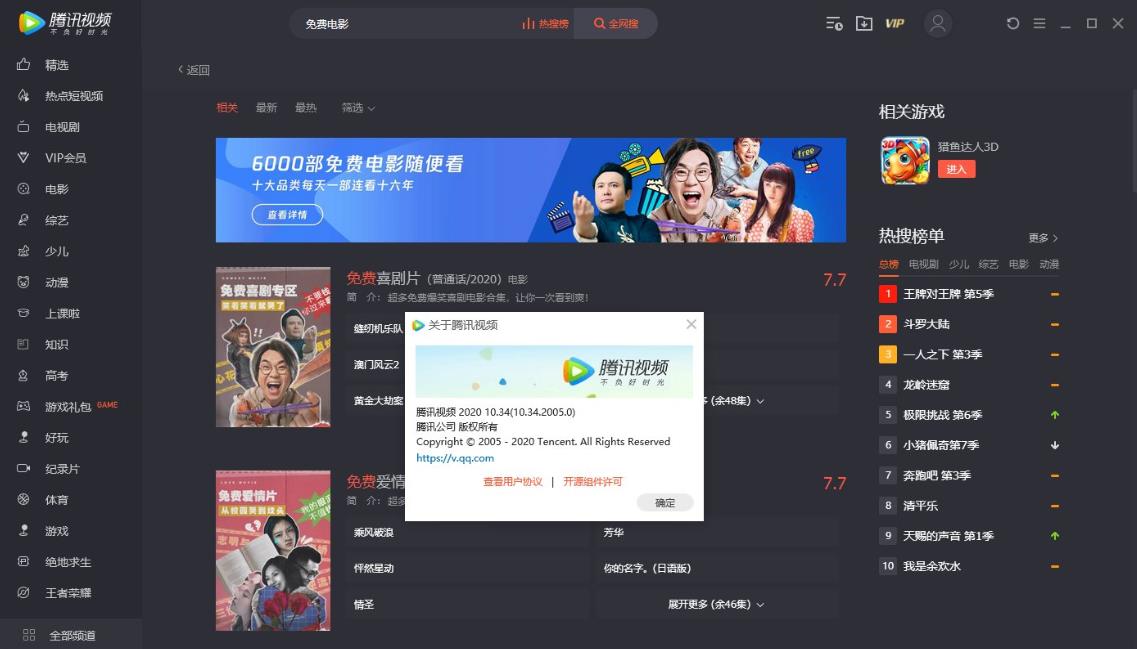 腾讯视频
不负好时光
免费电影
热搜榜
全网搜
VIP
精选
热点短视频
电视剧
VIP会员
电影
综艺
少儿
动漫
上课啦
知识
高考
游戏礼包 GAME
好玩
纪录片
体育
游戏
绝地求生
王者荣耀
全部频道
返回
相关 最新 最热 筛选
6000部免费电影随便看
十大品类每天一部连看十六年
查看详情
free
COMEDY MOVIE
免费喜剧专区
笑着笑着就哭了
免费喜剧片 (普通话/2020) 电影
7.7
简 介: 超多免费爆笑喜剧电影合集，让你一次看到爽!
缝纫机乐队
澳门风云2
黄金大劫案
多 (余48集)
关于腾讯视频
腾讯视频
不负好时光
腾讯视频 2020 10.34(10.34.2005.0)
腾讯公司 版权所有
Copyright © 2005 - 2020 Tencent. All Rights Reserved
https://v.qq.com
查看用户协议 | 开源组件许可
确定
LOVE MOVIE
免费爱情片
从校园哭到坟头
免费爱情
7.7
简 介: 超多
乘风破浪
芳华
怦然星动
你的名字。(日语版)
情圣
展开更多 (余46集)
相关游戏
3D
猎鱼达人3D
进入
热搜榜单
更多
总榜 电视剧 少儿 综艺 电影 动漫
1 王牌对王牌 第5季
2 斗罗大陆
3 一人之下 第3季
4 龙岭迷窟
5 极限挑战 第6季
6 小猪佩奇第7季
7 奔跑吧 第3季
8 清平乐
9 天赐的声音 第1季
10 我是余欢水